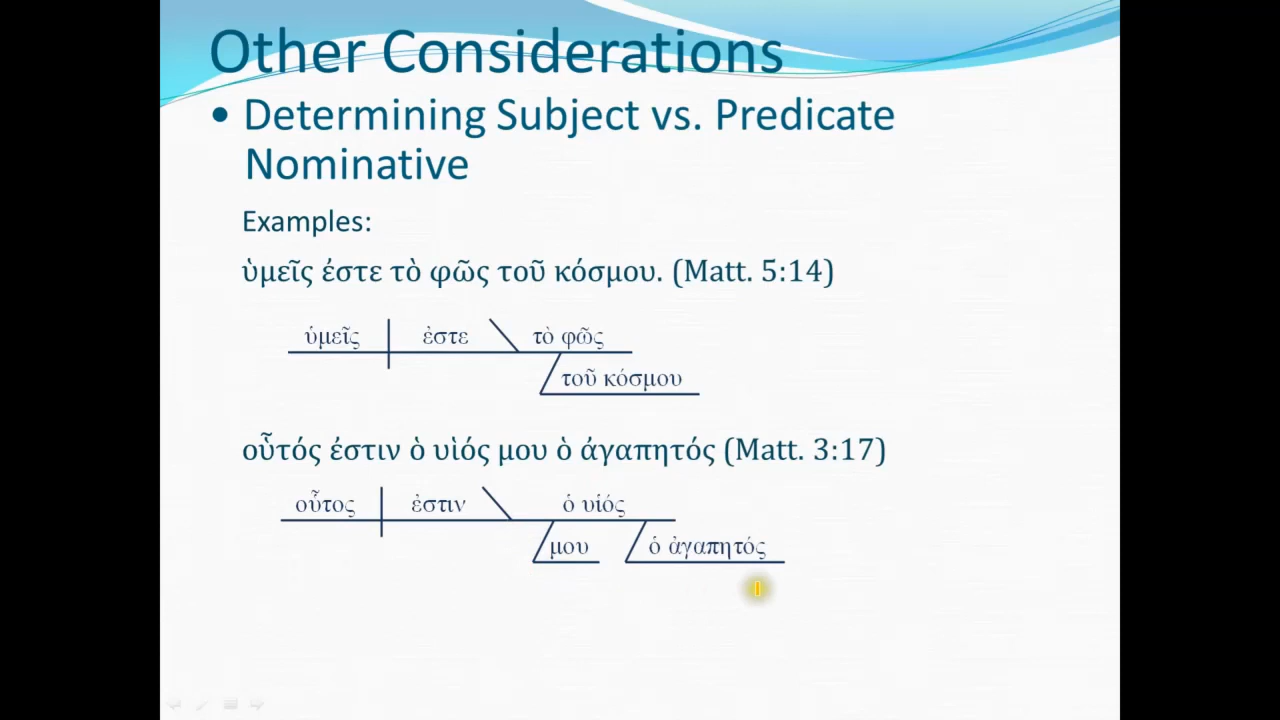 Other Considerations
• Determining Subject vs. Predicate
Nominative
Examples:
ὑμεῖς ἐστε τὸ φῶς τοῦ κόσμου. (Matt. 5:14)
ὑμεῖς ἐστε τὸ φῶς
τοῦ κόσμου
οὗτός ἐστιν ὁ υἱός μου ὁ ἀγαπητός (Matt. 3:17)
οὗτος ἐστιν ὁ υἱός
μου ὁ ἀγαπητός